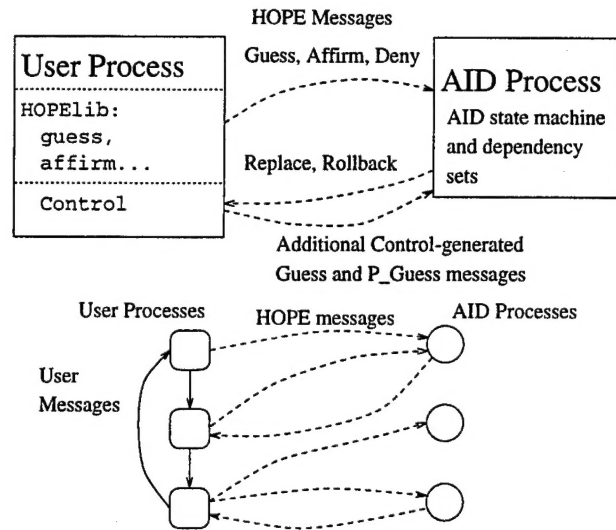 HOPE Messages
User Process
HOPElib:
guess,
affirm...
Control
Guess, Affirm, Deny
Replace, Rollback
AID Process
AID state machine
and dependency
sets
Additional Control-generated
Guess and P_Guess messages
User Processes
HOPE messages
AID Processes
User
Messages